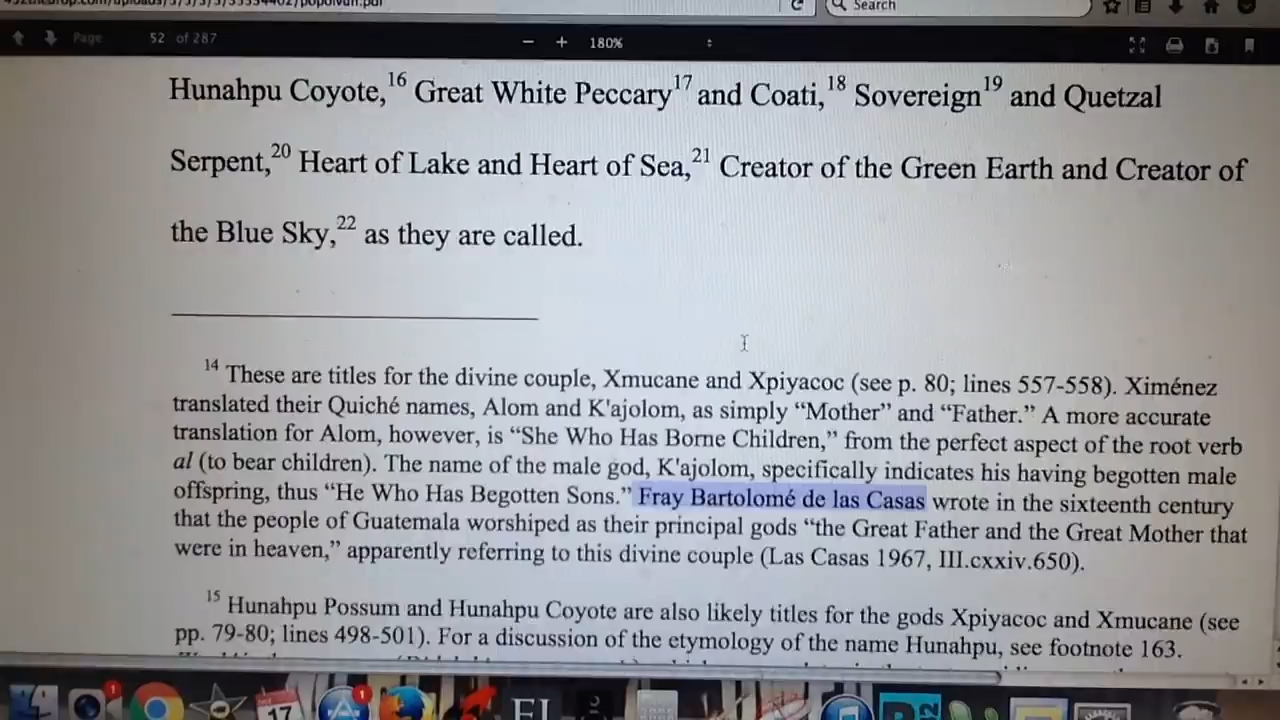 Search
Page 52 of 287
− + 180%
Hunahpu Coyote,16 Great White Peccary17 and Coati,18 Sovereign19 and Quetzal
Serpent,20 Heart of Lake and Heart of Sea,21 Creator of the Green Earth and Creator of
the Blue Sky,22 as they are called.
14 These are titles for the divine couple, Xmucane and Xpiyacoc (see p. 80; lines 557-558). Ximénez
translated their Quiché names, Alom and K'ajolom, as simply “Mother” and “Father.” A more accurate
translation for Alom, however, is “She Who Has Borne Children,” from the perfect aspect of the root verb
al (to bear children). The name of the male god, K'ajolom, specifically indicates his having begotten male
offspring, thus “He Who Has Begotten Sons.” Fray Bartolomé de las Casas wrote in the sixteenth century
that the people of Guatemala worshiped as their principal gods “the Great Father and the Great Mother that
were in heaven,” apparently referring to this divine couple (Las Casas 1967, III.cxxiv.650).
15 Hunahpu Possum and Hunahpu Coyote are also likely titles for the gods Xpiyacoc and Xmucane (see
pp. 79-80; lines 498-501). For a discussion of the etymology of the name Hunahpu, see footnote 163.
1
1
17